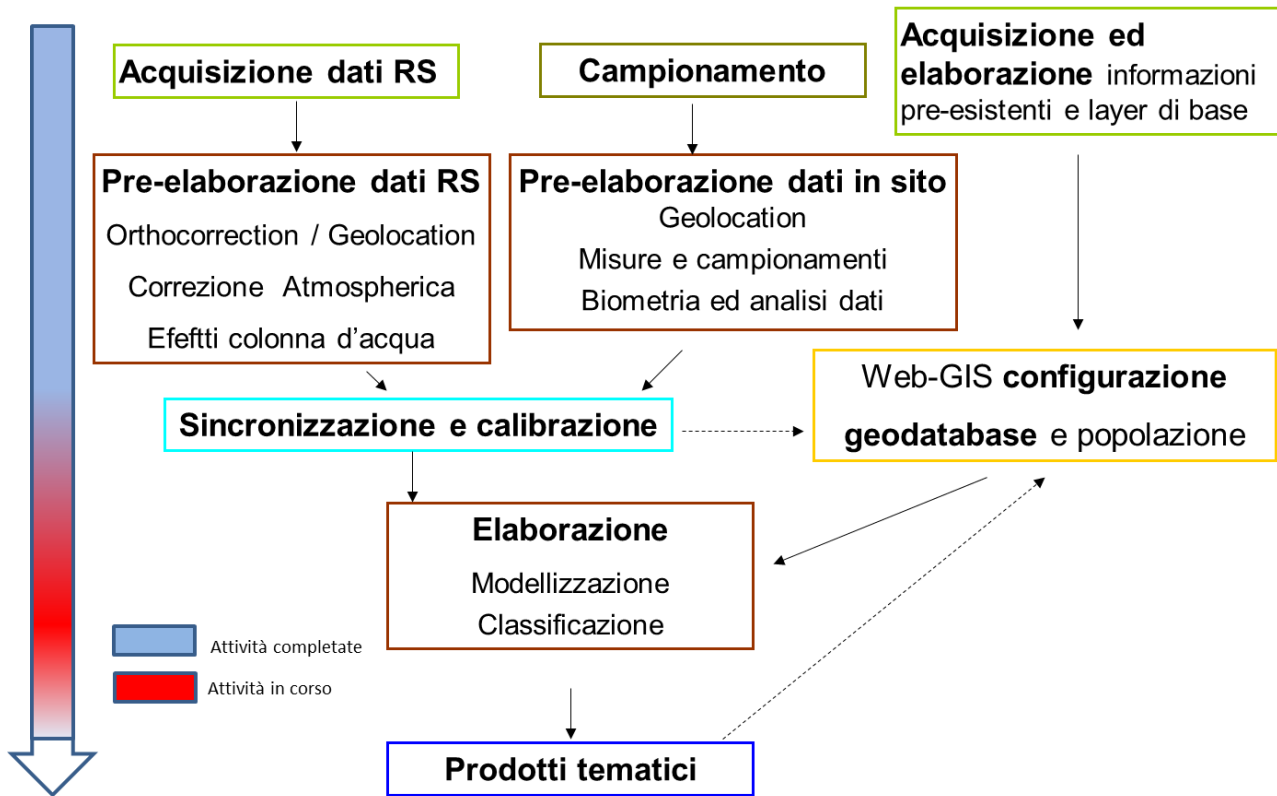 Acquisizione dati RS
Campionamento
Acquisizione ed
elaborazione informazioni
pre-esistenti e layer di base
Pre-elaborazione dati RS
Orthocorrection / Geolocation
Correzione Atmospherica
Efeftti colonna d'acqua
Pre-elaborazione dati in sito
Geolocation
Misure e campionamenti
Biometria ed analisi dati
Sincronizzazione e calibrazione
Web-GIS configurazione
geodatabase e popolazione
Elaborazione
Modellizzazione
Classificazione
Attività completate
Attività in corso
Prodotti tematici